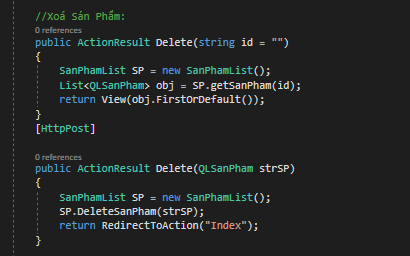 //Xoá Sản Phẩm:
0 references
public ActionResult Delete(string id = "")
{
SanPhamList SP = new SanPhamList();
List<QLSanPham> obj = SP.getSanPham(id);
return View(obj.FirstOrDefault());
}
[HttpPost]
0 references
public ActionResult Delete(QLSanPham strSP)
{
SanPhamList SP = new SanPhamList();
SP.DeleteSanPham(strSP);
return RedirectToAction("Index");
}